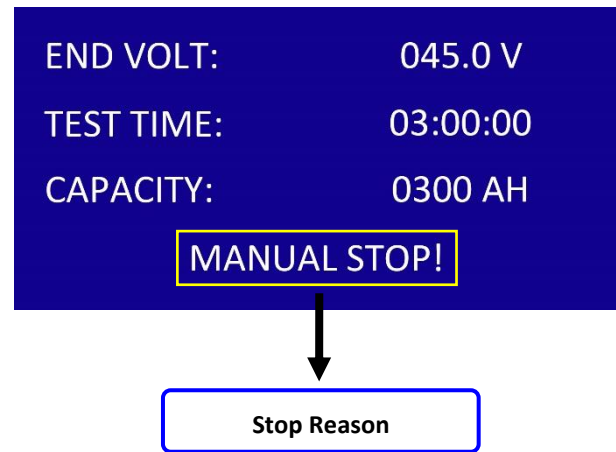 END VOLT: 045.0 V
TEST TIME: 03:00:00
CAPACITY: 0300 AH
MANUAL STOP!
Stop Reason